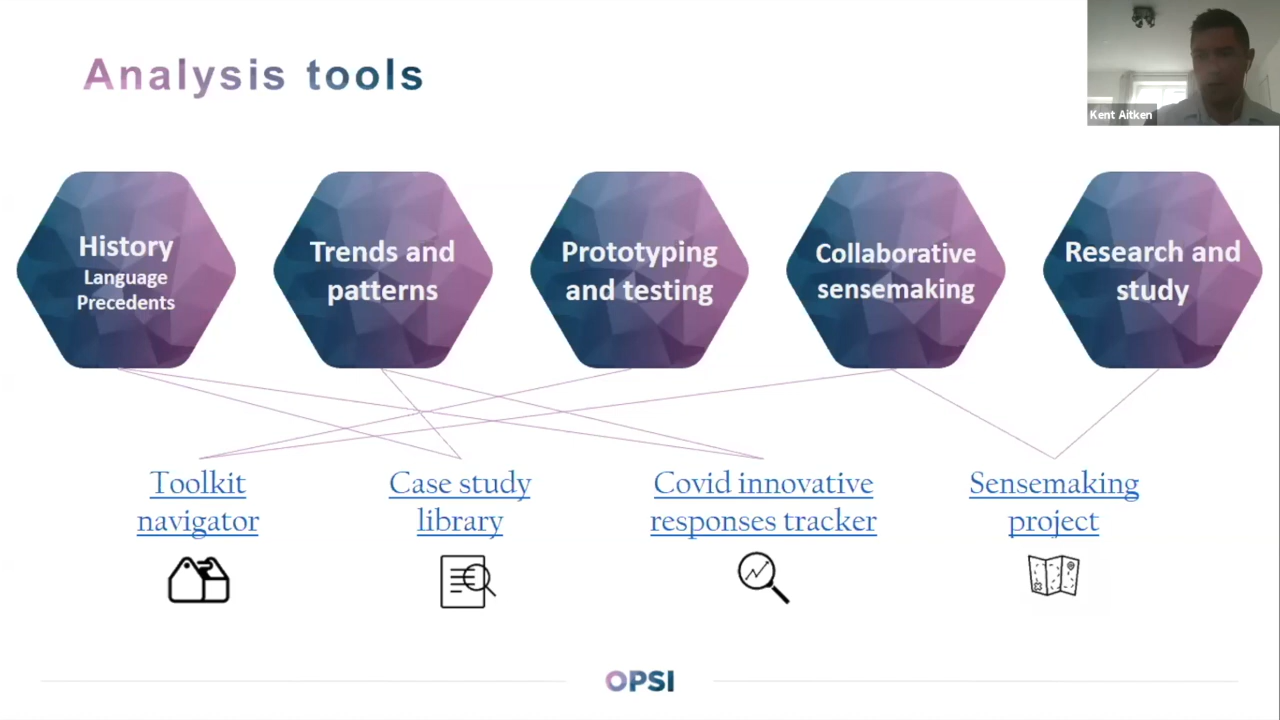 Analysis tools
Kent Aitken
History
Language
Precedents
Trends and
patterns
Prototyping
and testing
Collaborative
sensemaking
Research and
study
Toolkit
navigator
Case study
library
Covid innovative
responses tracker
Sensemaking
project
OPSI